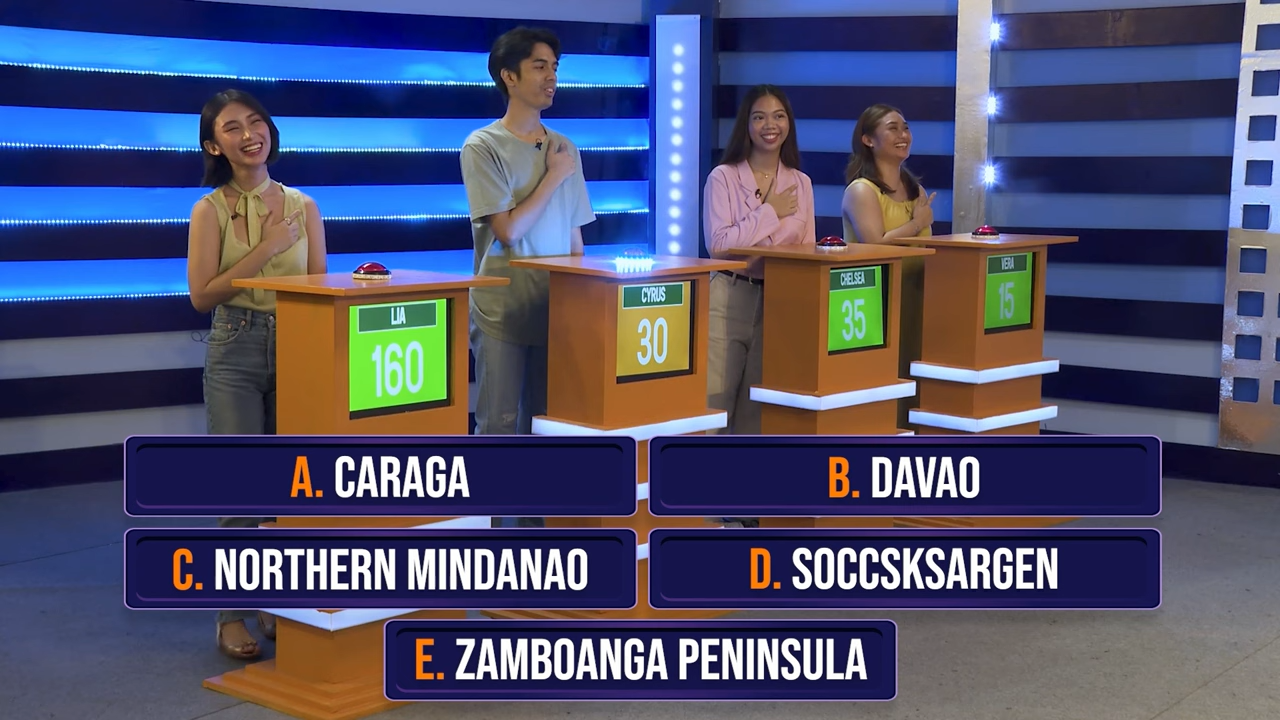 LIA
160
CYRUS
30
CHELSEA
35
VERA
15
A. CARAGA
B. DAVAO
C. NORTHERN MINDANAO
D. SOCCSKSARGEN
E. ZAMBOANGA PENINSULA